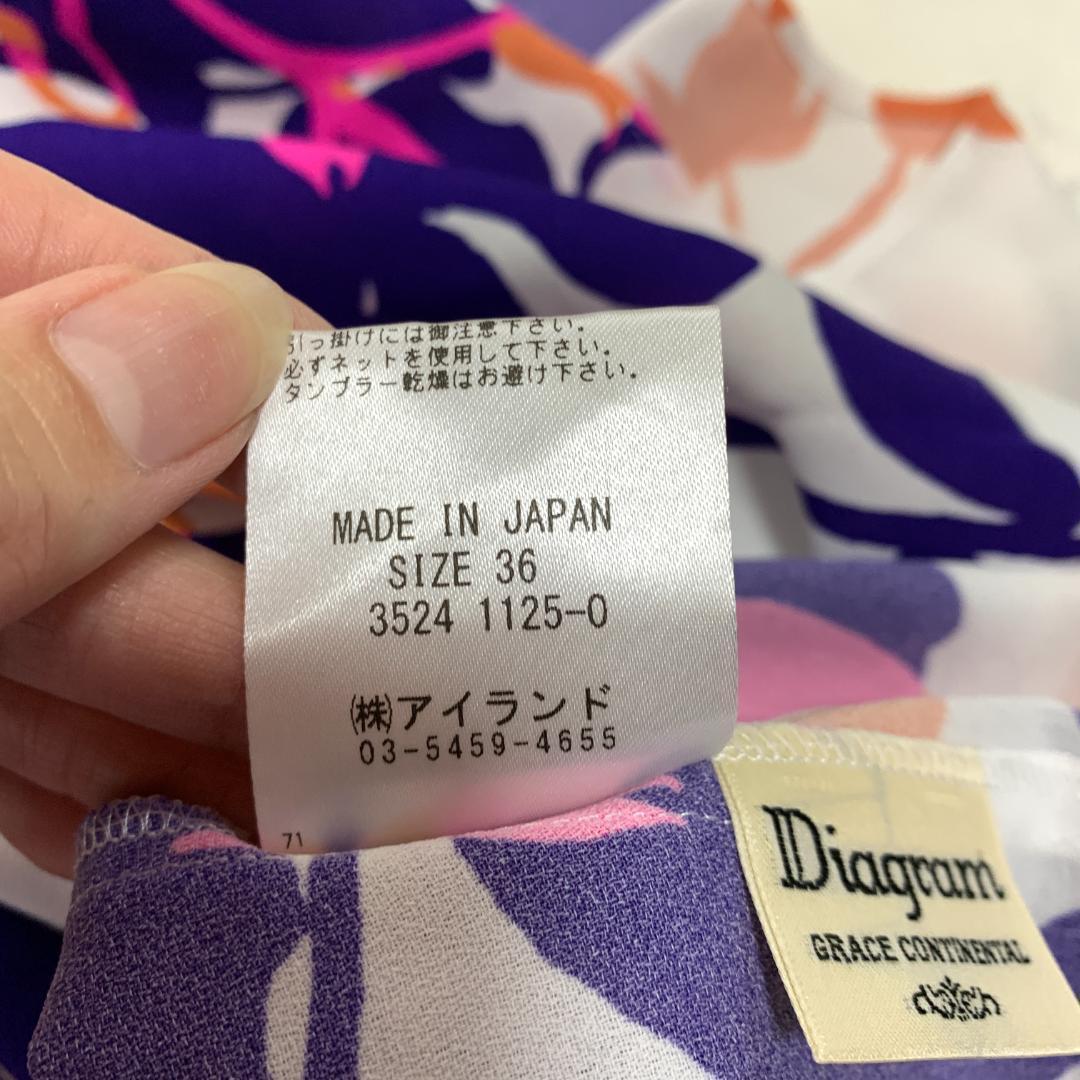 引っ掛けには御注意下さい。
必ずネットを使用して下さい。
タンブラー乾燥はお避け下さい。
MADE IN JAPAN
SIZE 36
3524 1125-0
㈱アイランド
03-5459-4655
71
Diagram
GRACE CONTINENTAL